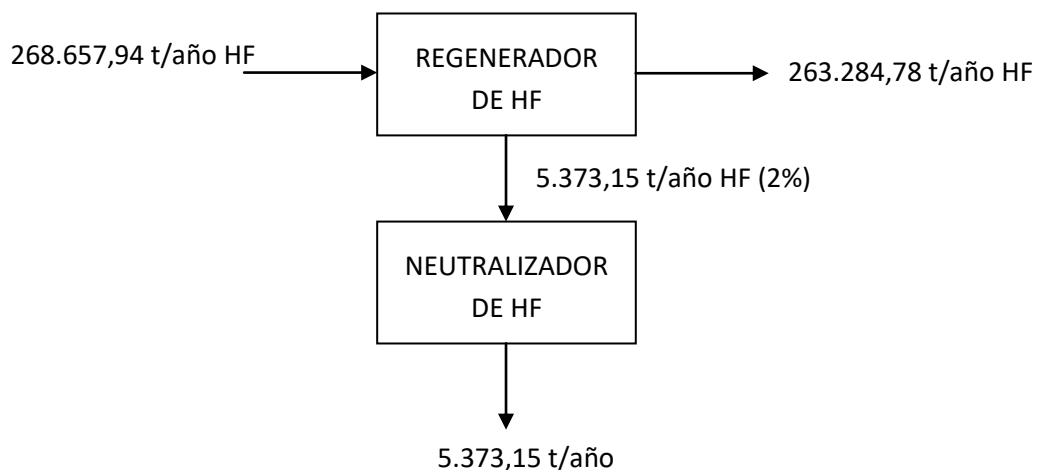 268.657,94 t/año HF
REGENERADOR
DE HF
263.284,78 t/año HF
5.373,15 t/año HF (2%)
NEUTRALIZADOR
DE HF
5.373,15 t/año